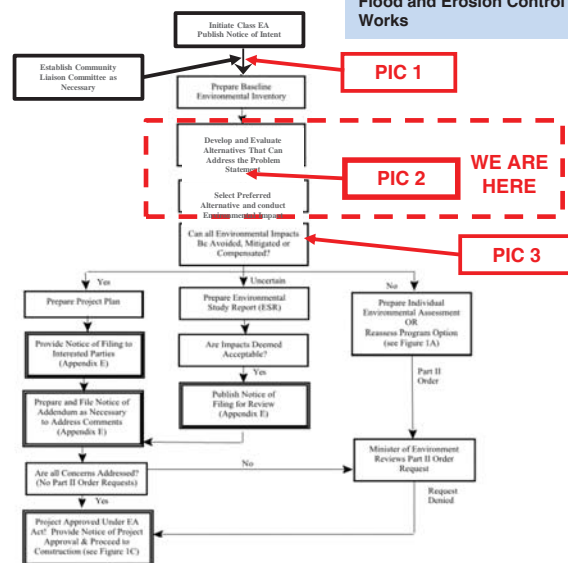 Flood and Erosion Control
Works
Initiate Class EA
Publish Notice of Intent
Establish Community
Liaison Committee as
Necessary
PIC 1
Prepare Baseline
Environmental Inventory
Develop and Evaluate
Alternatives That Can
Address the Problem
Statement
PIC 2
WE ARE
HERE
Select Preferred
Alternative and conduct
Environmental Impact
Can all Environmental Impacts
Be Avoided, Mitigated or
Compensated?
PIC 3
Yes
Uncertain
No
Prepare Project Plan
Prepare Environmental
Study Report (ESR)
Prepare Individual
Environmental Assessment
OR
Reassess Program Option
(see Figure 1A)
Provide Notice of Filing to
Interested Parties
(Appendix E)
Are Impacts Deemed
Acceptable?
Yes
Part II
Order
Prepare and File Notice of
Addendum as Necessary
to Address Comments
(Appendix E)
Publish Notice of
Filing for Review
(Appendix E)
Are all Concerns Addressed?
(No Part II Order Requests)
No
Minister of Environment
Reviews Part II Order
Request
Yes
Request
Denied
Project Approved Under EA
Act! Provide Notice of Project
Approval & Proceed to
Construction (see Figure 1C)